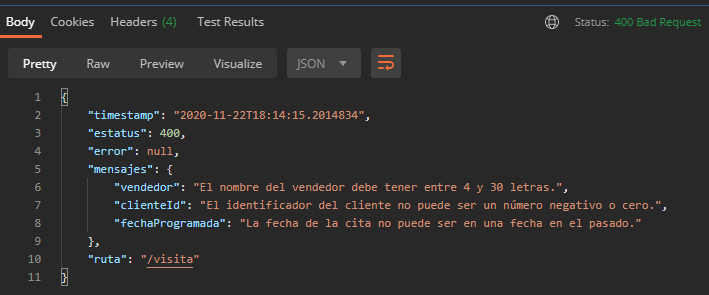 Body Cookies Headers (4) Test Results Status: 400 Bad Request
Pretty Raw Preview Visualize JSON
1 {
2 "timestamp": "2020-11-22T18:14:15.2014834",
3 "estatus": 400,
4 "error": null,
5 "mensajes": {
6 "vendedor": "El nombre del vendedor debe tener entre 4 y 30 letras.",
7 "clienteId": "El identificador del cliente no puede ser un número negativo o cero.",
8 "fechaProgramada": "La fecha de la cita no puede ser en una fecha en el pasado."
9 },
10 "ruta": "/visita"
11 }